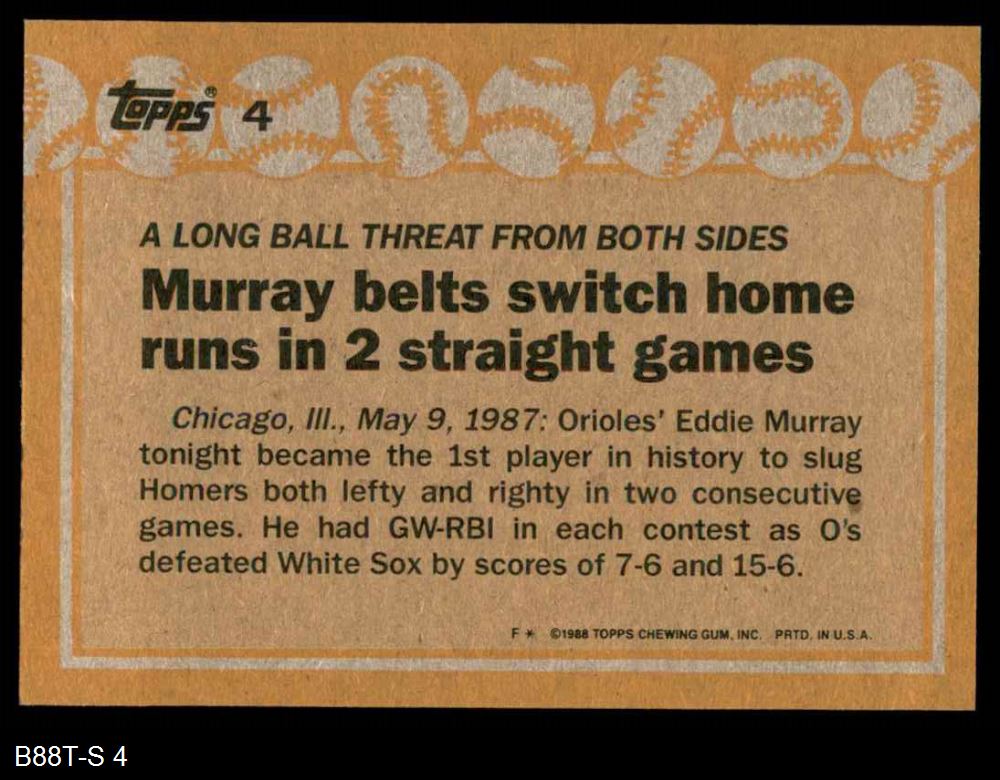 topps® 4
A LONG BALL THREAT FROM BOTH SIDES
Murray belts switch home
runs in 2 straight games
Chicago, Ill., May 9, 1987: Orioles' Eddie Murray
tonight became the 1st player in history to slug
Homers both lefty and righty in two consecutive
games. He had GW-RBI in each contest as O's
defeated White Sox by scores of 7-6 and 15-6.
F * ©1988 TOPPS CHEWING GUM, INC. PRTD. IN U.S.A.
B88T-S 4